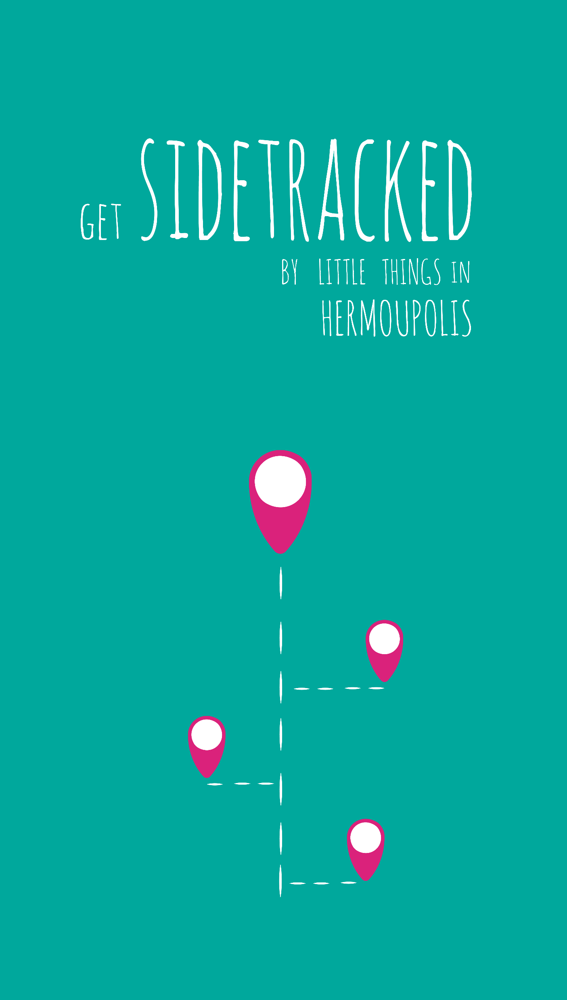 GET SIDETRACKED
BY LITTLE THINGS IN
HERMOUPOLIS